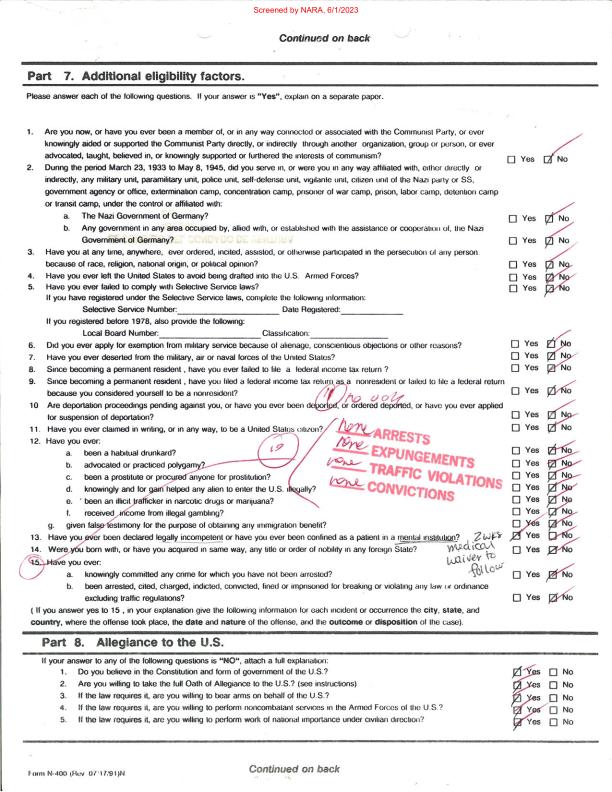 Screened by NARA, 6/1/2023
Continued on back
Part 7. Additional eligibility factors.
Please answer each of the following questions. If your answer is "Yes", explain on a separate paper.
1. Are you now, or have you ever been a member of, or in any way connected or associated with the Communist Party, or ever
knowingly aided or supported the Communist Party directly, or indirectly through another organization, group or person, or ever
advocated, taught, believed in, or knowingly supported or furthered the interests of communism? Yes No
2. During the period March 23, 1933 to May 8, 1945, did you serve in, or were you in any way affiliated with, either directly or
indirectly, any military unit, paramilitary unit, police unit, self-defense unit, vigilante unit, citizen unit of the Nazi party or SS,
government agency or office, extermination camp, concentration camp, prisoner of war camp, prison, labor camp, detention camp
or transit camp, under the control or affiliated with:
a. The Nazi Government of Germany? Yes No
b. Any government in any area occupied by, allied with, or established with the assistance or cooperation of, the Nazi
Government of Germany? Yes No
3. Have you at any time, anywhere, ever ordered, incited, assisted, or otherwise participated in the persecution of any person
because of race, religion, national origin, or political opinion? Yes No
4. Have you ever left the United States to avoid being drafted into the U.S. Armed Forces? Yes No
5. Have you ever failed to comply with Selective Service laws? Yes No
If you have registered under the Selective Service laws, complete the following information:
Selective Service Number: Date Registered:
If you registered before 1978, also provide the following:
Local Board Number: Classification:
6. Did you ever apply for exemption from military service because of alienage, conscientious objections or other reasons? Yes No
7. Have you ever deserted from the military, air or naval forces of the United States? Yes No
8. Since becoming a permanent resident, have you ever failed to file a federal income tax return? Yes No
9. Since becoming a permanent resident, have you filed a federal income tax return as a nonresident or failed to file a federal return
because you considered yourself to be a nonresident? Yes No
10 Are deportation proceedings pending against you, or have you ever been deported, or ordered deported, or have you ever applied
for suspension of deportation? Yes No
11. Have you ever claimed in writing, or in any way, to be a United States citizen? Yes No
none ARRESTS
none EXPUNGEMENTS
none TRAFFIC VIOLATIONS
none CONVICTIONS
12. Have you ever:
a. been a habitual drunkard? Yes No
b. advocated or practiced polygamy? Yes No
c. been a prostitute or procured anyone for prostitution? Yes No
d. knowingly and for gain helped any alien to enter the U.S. illegally? Yes No
e. been an illicit trafficker in narcotic drugs or marijuana? Yes No
f. received income from illegal gambling? Yes No
g. given false testimony for the purpose of obtaining any immigration benefit? Yes No
13. Have you ever been declared legally incompetent or have you ever been confined as a patient in a mental institution? Yes No
medical
waiver to
follow
14. Were you born with, or have you acquired in same way, any title or order of nobility in any foreign State? Yes No
15. Have you ever:
a. knowingly committed any crime for which you have not been arrested? Yes No
b. been arrested, cited, charged, indicted, convicted, fined or imprisoned for breaking or violating any law or ordinance
excluding traffic regulations? Yes No
( If you answer yes to 15 , in your explanation give the following information for each incident or occurrence the city, state, and
country, where the offense took place, the date and nature of the offense, and the outcome or disposition of the case).
Part 8. Allegiance to the U.S.
If your answer to any of the following questions is "NO", attach a full explanation:
1. Do you believe in the Constitution and form of government of the U.S.? Yes No
2. Are you willing to take the full Oath of Allegiance to the U.S.? (see instructions) Yes No
3. If the law requires it, are you willing to bear arms on behalf of the U.S.? Yes No
4. If the law requires it, are you willing to perform noncombatant services in the Armed Forces of the U.S.? Yes No
5. If the law requires it, are you willing to perform work of national importance under civilian direction? Yes No
Form N-400 (Rev 07/17/91)N
Continued on back